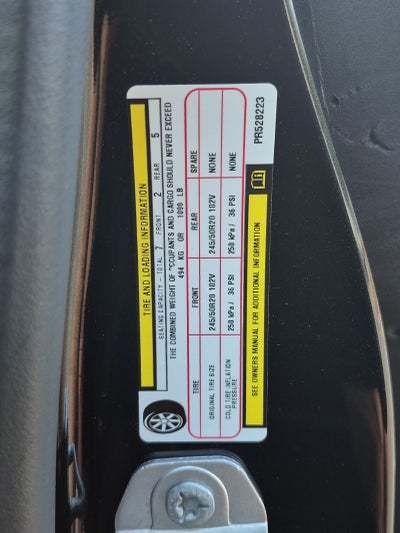 TIRE AND LOADING INFORMATION
SEATING CAPACITY - TOTAL 7 FRONT 2 REAR 5
THE COMBINED WEIGHT OF OCCUPANTS AND CARGO SHOULD NEVER EXCEED
494 KG OR 1090 LB
TIRE FRONT REAR SPARE
ORIGINAL TIRE SIZE 245/50R20 102V 245/50R20 102V NONE
COLD TIRE INFLATION PRESSURE 250 kPa / 36 PSI 250 kPa / 36 PSI NONE
SEE OWNERS MANUAL FOR ADDITIONAL INFORMATION
PR528223